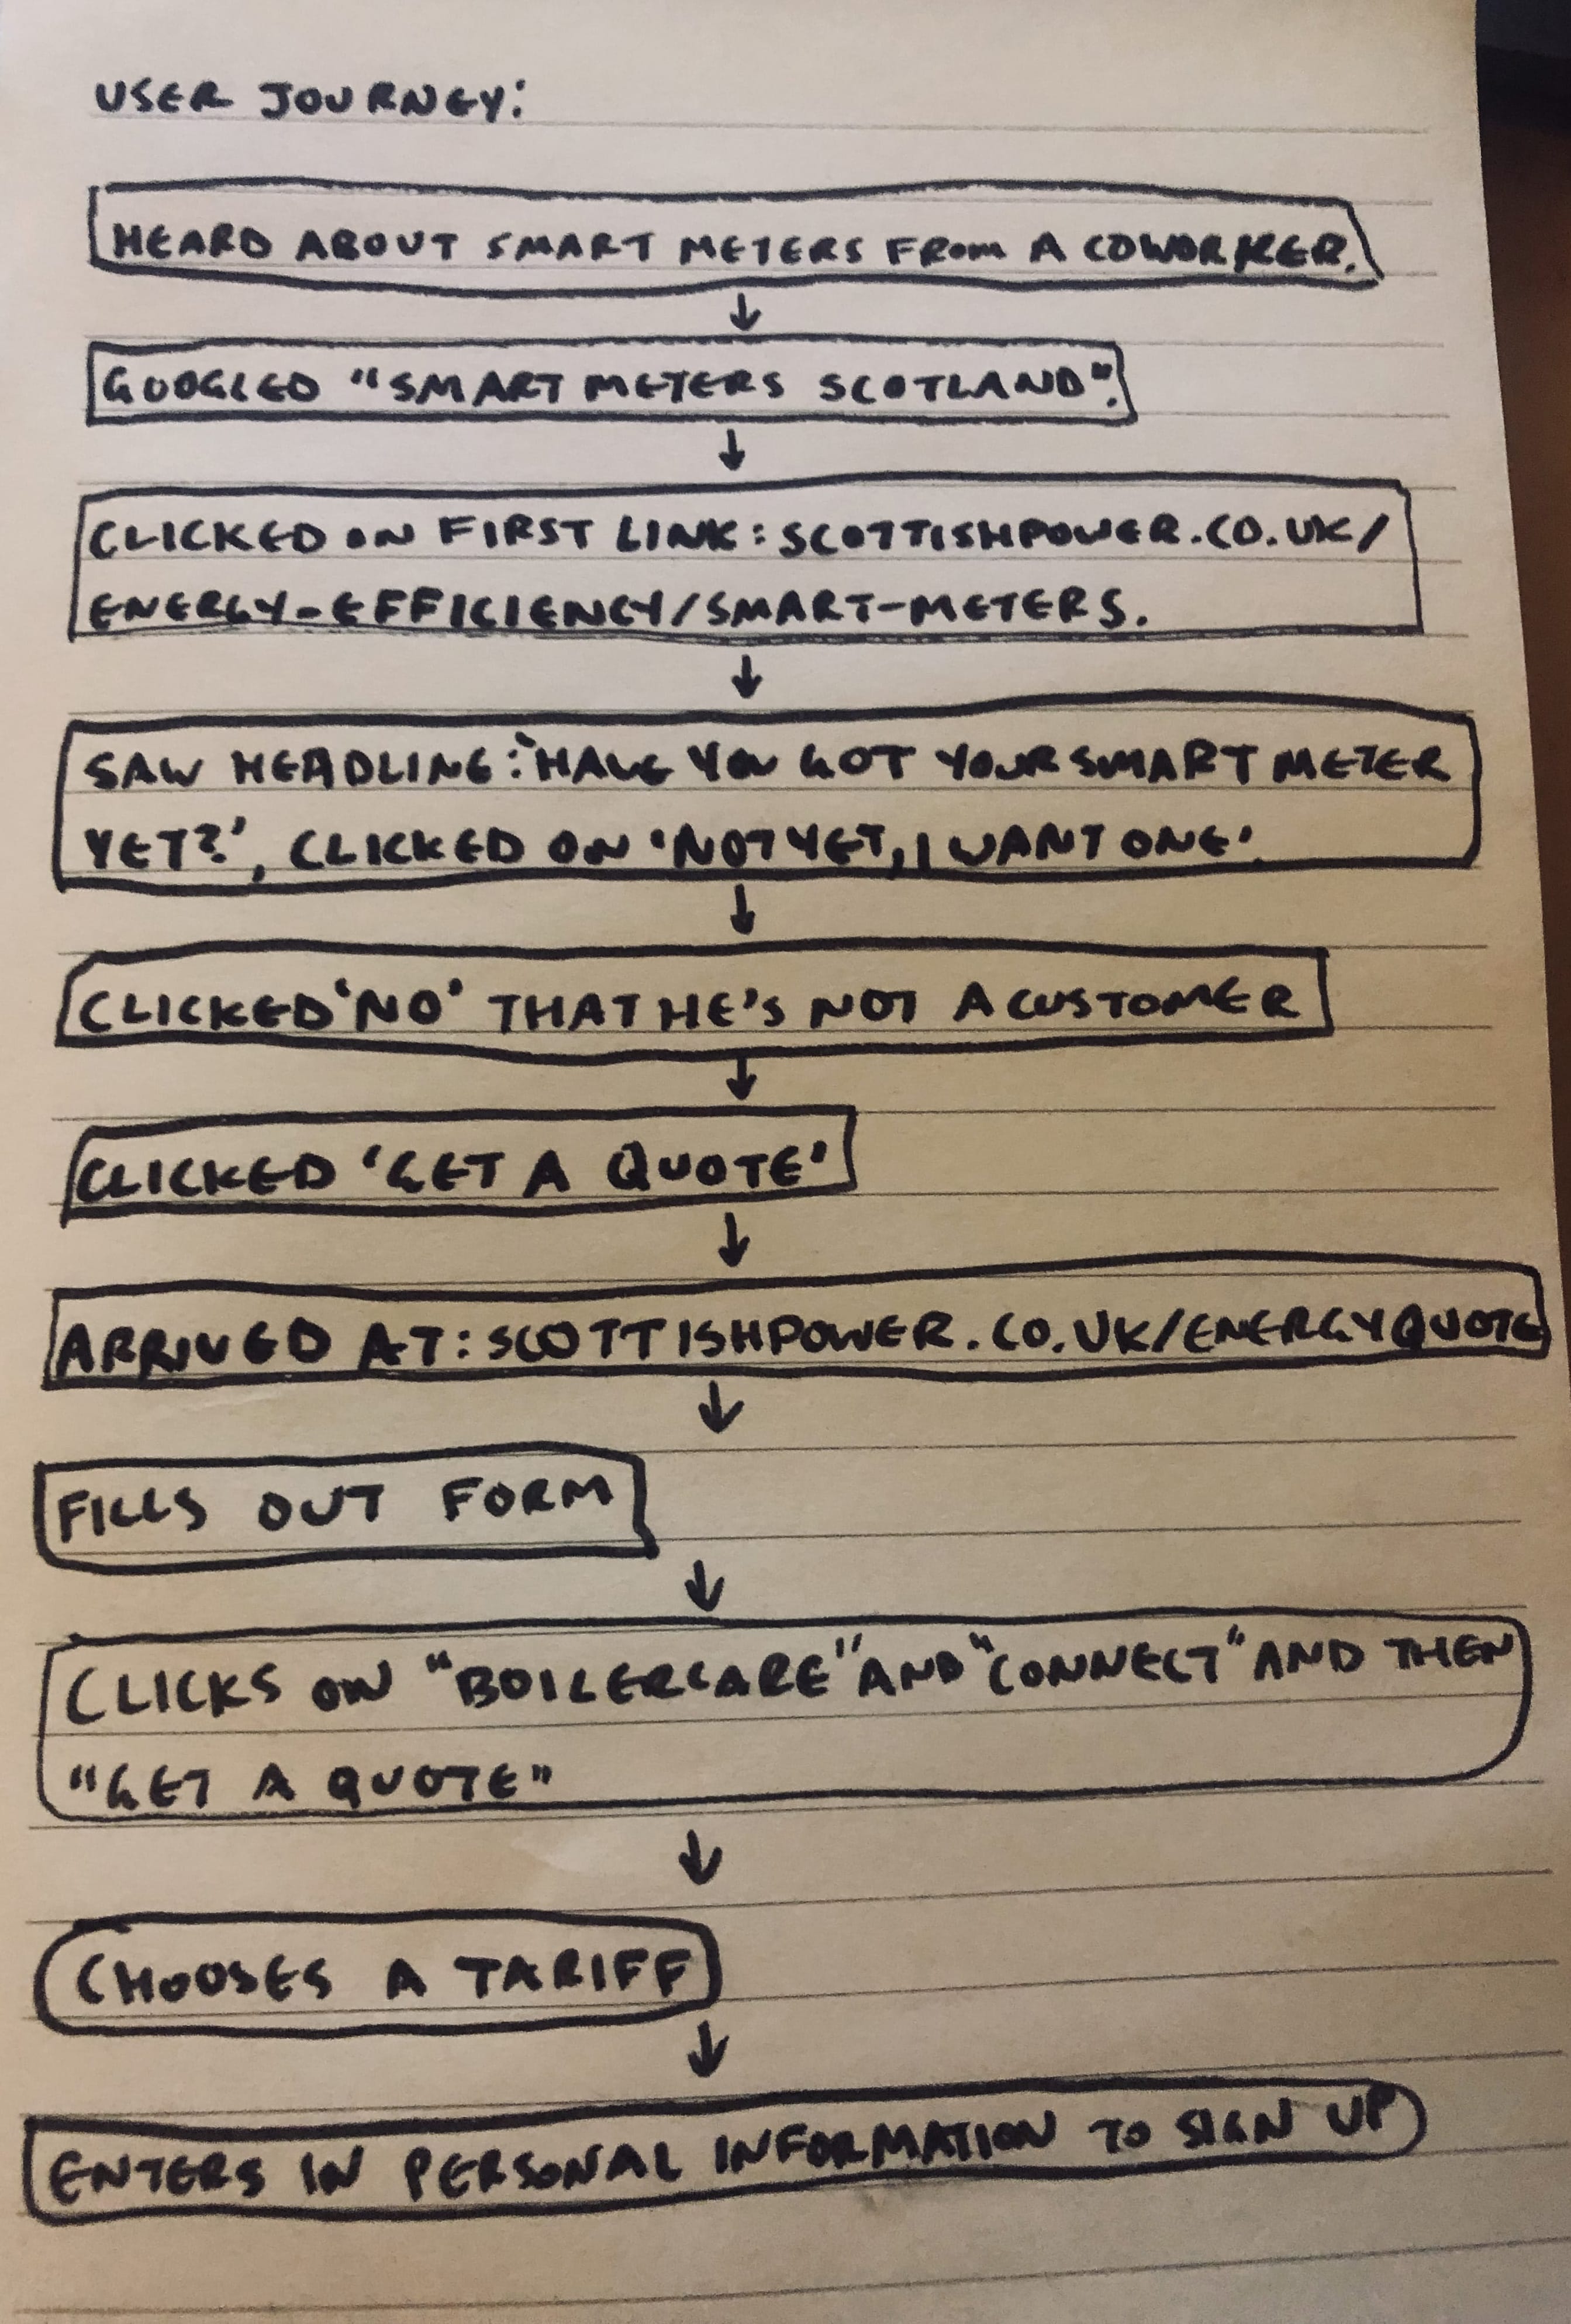 USER JOURNEY:
HEARD ABOUT SMART METERS FROM A COWORKER.
GOOGLED "SMART METERS SCOTLAND".
CLICKED ON FIRST LINK: SCOTTISHPOWER.CO.UK/
ENERGY-EFFICIENCY/SMART-METERS.
SAW HEADLINE: 'HAVE YOU GOT YOUR SMART METER
YET?', CLICKED ON 'NOT YET, I WANT ONE'.
CLICKED 'NO' THAT HE'S NOT A CUSTOMER
CLICKED 'GET A QUOTE'
ARRIVED AT: SCOTTISHPOWER.CO.UK/ENERGYQUOTE
FILLS OUT FORM
CLICKS ON "BOILERCARE" AND "CONNECT" AND THEN
"GET A QUOTE"
CHOOSES A TARIFF
ENTERS IN PERSONAL INFORMATION TO SIGN UP